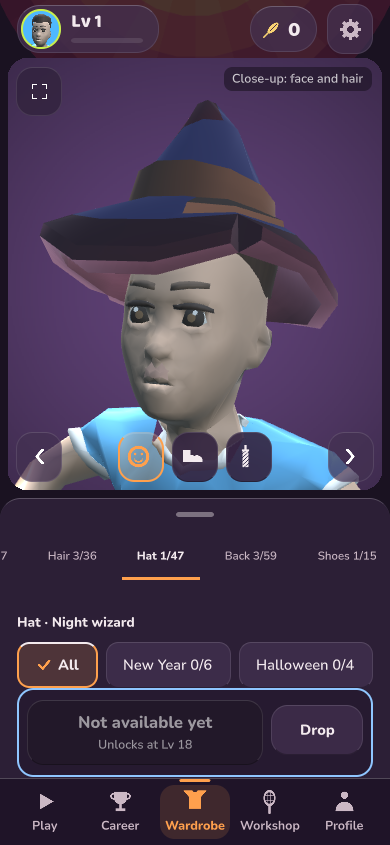 Lv 1
0
Close-up: face and hair
7
Hair 3/36
Hat 1/47
Back 3/59
Shoes 1/15
Hat · Night wizard
All
New Year 0/6
Halloween 0/4
Not available yet
Unlocks at Lv 18
Drop
Play
Career
Wardrobe
Workshop
Profile